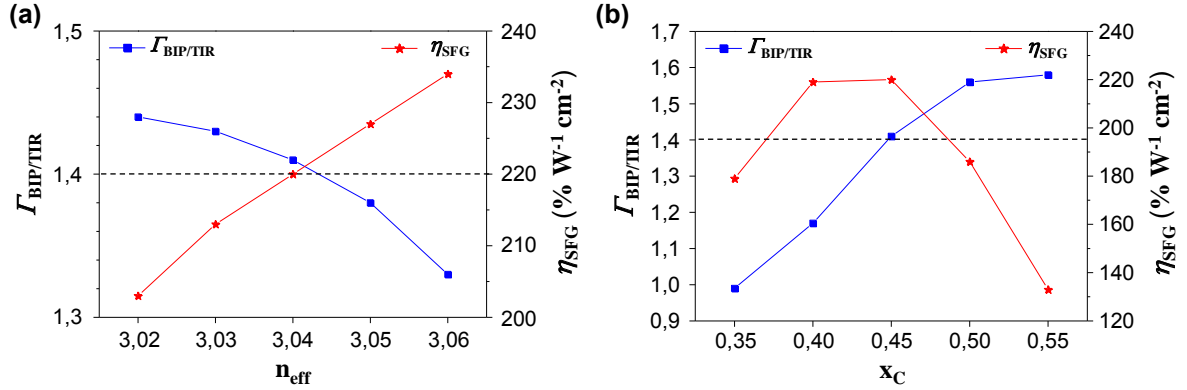 (a)
Γ_BIP/TIR
η_SFG
1,5
1,4
1,3
Γ_BIP/TIR
240
230
220
210
200
η_SFG (% W⁻¹ cm⁻²)
3,02 3,03 3,04 3,05 3,06
n_eff
(b)
Γ_BIP/TIR
η_SFG
1,7
1,6
1,5
1,4
1,3
1,2
1,1
1,0
0,9
Γ_BIP/TIR
240
220
200
180
160
140
120
η_SFG (% W⁻¹ cm⁻²)
0,35 0,40 0,45 0,50 0,55
x_C